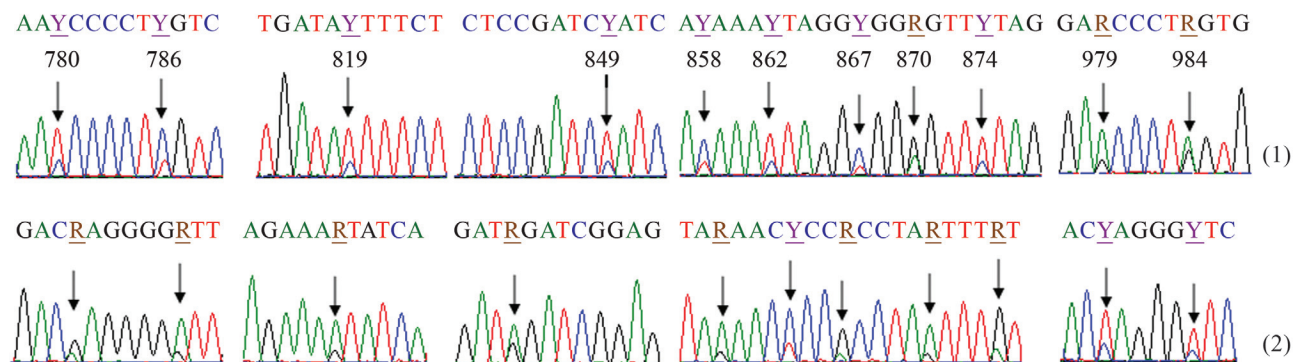 AAYCCCCTYGTC TGATAYTTTCT CTCCGATCYATC AYAAAYTAGGYGGRGTTYTAG GARCCCTRGTG
780 786 819 849 858 862 867 870 874 979 984
(1)
GACRAGGGGRTT AGAAARTATCA GATRGATCGGAG TARAACYCCRCCTARTTTRT ACYAGGGYTC
(2)